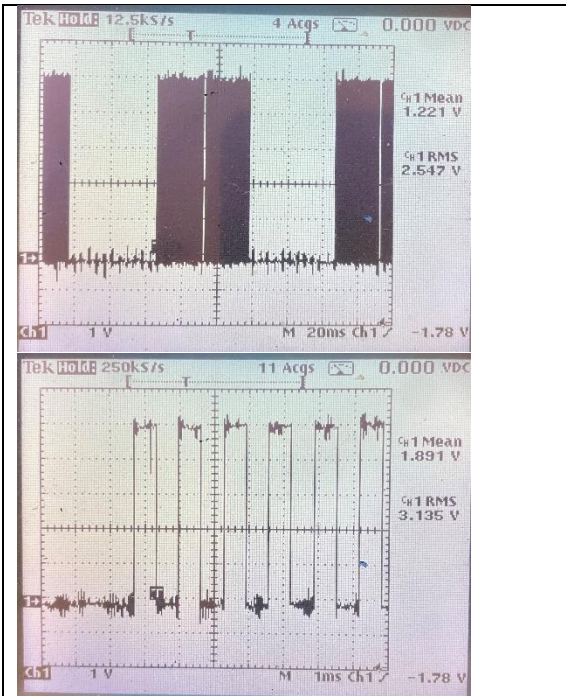 Tek Hold: 12.5kS/s 4 Acqs 0.000 VDC
T
CH1 Mean
1.221 V
CH1 RMS
2.547 V
1→
Ch1 1 V M 20ms Ch1 -1.78 V
Tek Hold: 250kS/s 11 Acqs 0.000 VDC
T
CH1 Mean
1.891 V
CH1 RMS
3.135 V
T
1→
Ch1 1 V M 1ms Ch1 -1.78 V